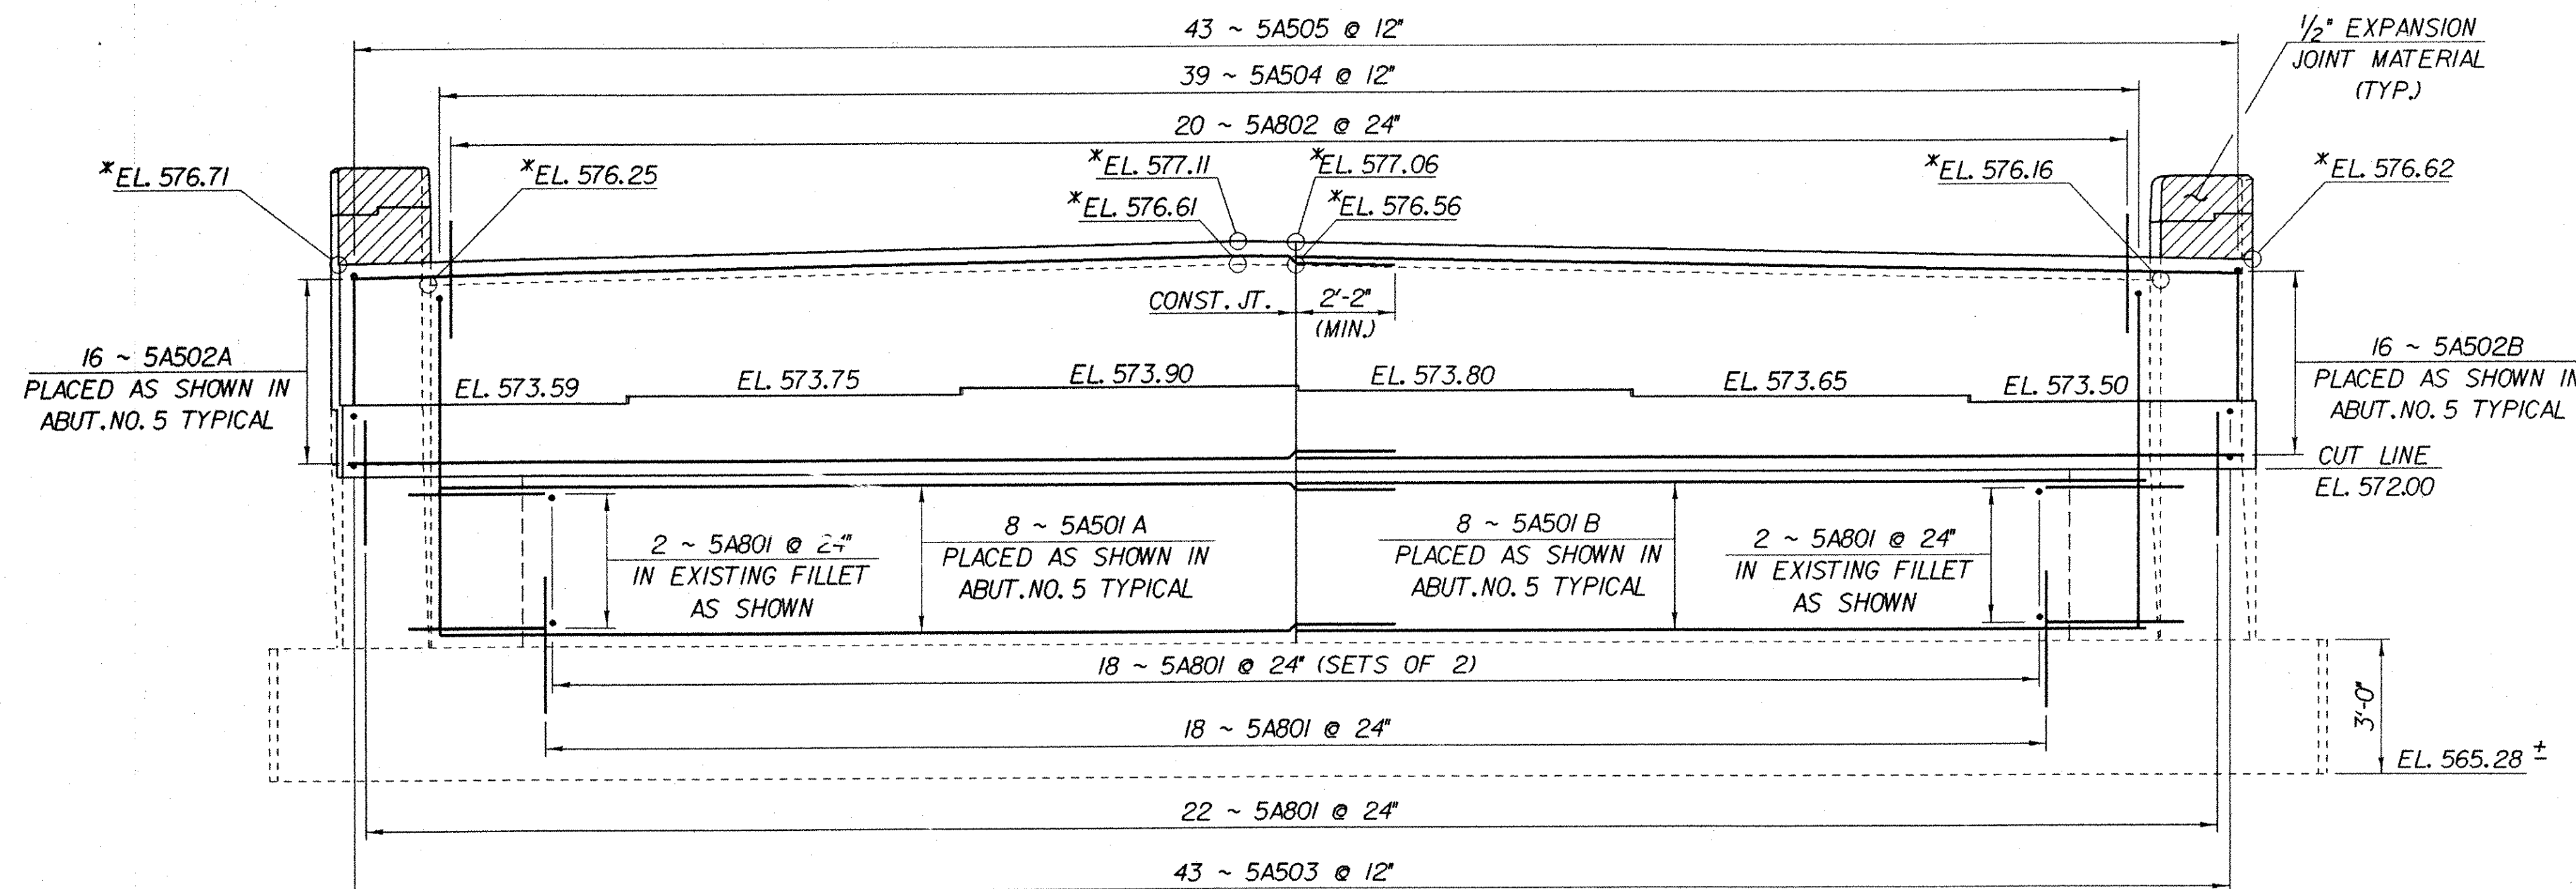 43 ~ 5A505 @ 12"
1/2" EXPANSION
JOINT MATERIAL
(TYP.)
39 ~ 5A504 @ 12"
20 ~ 5A802 @ 24"
*EL. 576.71
*EL. 576.25
*EL. 577.11
*EL. 577.06
*EL. 576.61
*EL. 576.56
*EL. 576.16
*EL. 576.62
CONST. JT.
2'-2"
(MIN.)
16 ~ 5A502A
PLACED AS SHOWN IN
ABUT. NO. 5 TYPICAL
EL. 573.59
EL. 573.75
EL. 573.90
EL. 573.80
EL. 573.65
EL. 573.50
16 ~ 5A502B
PLACED AS SHOWN IN
ABUT. NO. 5 TYPICAL
CUT LINE
EL. 572.00
2 ~ 5A801 @ 24"
IN EXISTING FILLET
AS SHOWN
8 ~ 5A501A
PLACED AS SHOWN IN
ABUT. NO. 5 TYPICAL
8 ~ 5A501B
PLACED AS SHOWN IN
ABUT. NO. 5 TYPICAL
2 ~ 5A801 @ 24"
IN EXISTING FILLET
AS SHOWN
18 ~ 5A801 @ 24" (SETS OF 2)
18 ~ 5A801 @ 24"
3'-0"
EL. 565.28 ±
22 ~ 5A801 @ 24"
43 ~ 5A503 @ 12"